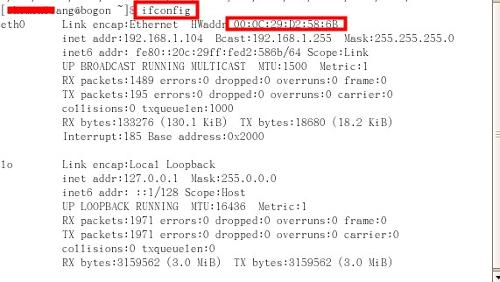 angobogon ~]$ ifconfig
eth0 Link encap:Ethernet HWaddr 00:0C:29:D2:58:6B
inet addr:192.168.1.104 Bcast:192.168.1.255 Mask:255.255.255.0
inet6 addr: fe80::20c:29ff:fed2:586b/64 Scope:Link
UP BROADCAST RUNNING MULTICAST MTU:1500 Metric:1
RX packets:1489 errors:0 dropped:0 overruns:0 frame:0
TX packets:195 errors:0 dropped:0 overruns:0 carrier:0
collisions:0 txqueuelen:1000
RX bytes:133276 (130.1 KiB) TX bytes:18680 (18.2 KiB)
Interrupt:185 Base address:0x2000
lo Link encap:Local Loopback
inet addr:127.0.0.1 Mask:255.0.0.0
inet6 addr: ::1/128 Scope:Host
UP LOOPBACK RUNNING MTU:16436 Metric:1
RX packets:1971 errors:0 dropped:0 overruns:0 frame:0
TX packets:1971 errors:0 dropped:0 overruns:0 carrier:0
collisions:0 txqueuelen:0
RX bytes:3159562 (3.0 MiB) TX bytes:3159562 (3.0 MiB)